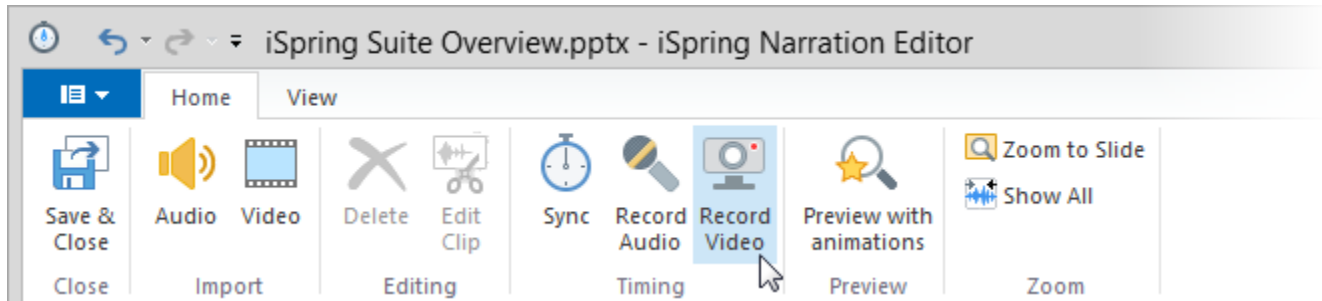 iSpring Suite Overview.pptx - iSpring Narration Editor
Home View
Save & Close
Audio
Video
Delete
Edit Clip
Sync
Record Audio
Record Video
Preview with animations
Zoom to Slide
Show All
Close Import Editing Timing Preview Zoom